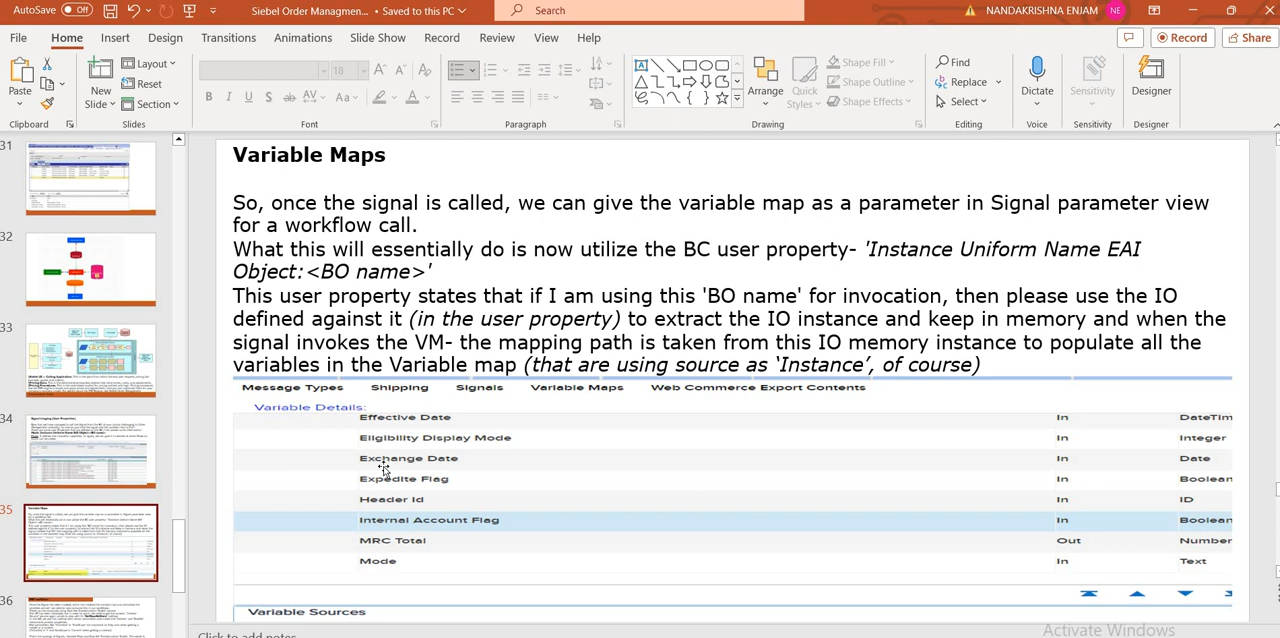 AutoSave Off Siebel Order Managmen... • Saved to this PC Search NANDAKRISHNA ENJAM NE
File Home Insert Design Transitions Animations Slide Show Record Review View Help Record Share
Paste New Slide Layout Reset Section 18 Arrange Quick Styles Shape Fill Shape Outline Shape Effects Find Replace Select Dictate Sensitivity Designer
Clipboard Slides Font Paragraph Drawing Editing Voice Sensitivity Designer
31
32
33
34
35
36
Variable Maps
So, once the signal is called, we can give the variable map as a parameter in Signal parameter view
for a workflow call.
What this will essentially do is now utilize the BC user property- 'Instance Uniform Name EAI
Object:<BO name>'
This user property states that if I am using this 'BO name' for invocation, then please use the IO
defined against it (in the user property) to extract the IO instance and keep in memory and when the
signal invokes the VM- the mapping path is taken from this IO memory instance to populate all the
variables in the Variable map (that are using source as 'Instance’, of course)
Message Types Shipping Signals Variable Maps Web Commerce Export Contents
Variable Details:
Effective Date In DateTim
Eligibility Display Mode In Integer
Exchange Date In Date
Expedite Flag In Boolean
Header Id In ID
Internal Account Flag In Boolean
MRC Total Out Number
Mode In Text
Variable Sources
Click to add notes
Activate Windows